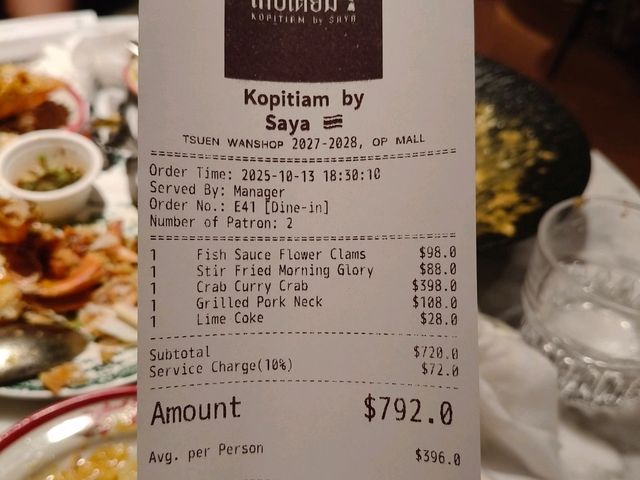 KOPITIAM by SAYA
Kopitiam by
Saya
TSUEN WANSHOP 2027-2028, OP MALL
Order Time: 2025-10-13 18:30:10
Served By: Manager
Order No.: E41 [Dine-in]
Number of Patron: 2
1 Fish Sauce Flower Clams $98.0
1 Stir Fried Morning Glory $88.0
1 Crab Curry Crab $398.0
1 Grilled Pork Neck $108.0
1 Lime Coke $28.0
Subtotal $720.0
Service Charge(10%) $72.0
Amount $792.0
Avg. per Person $396.0